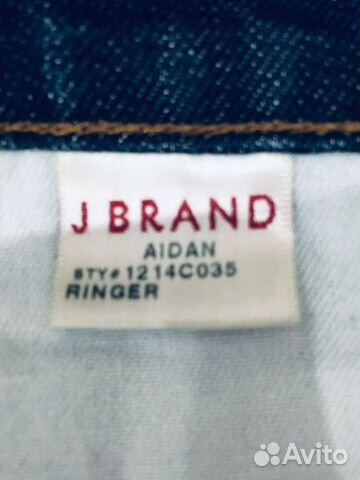 J BRAND
AIDAN
STY# 1214C035
RINGER
Avito